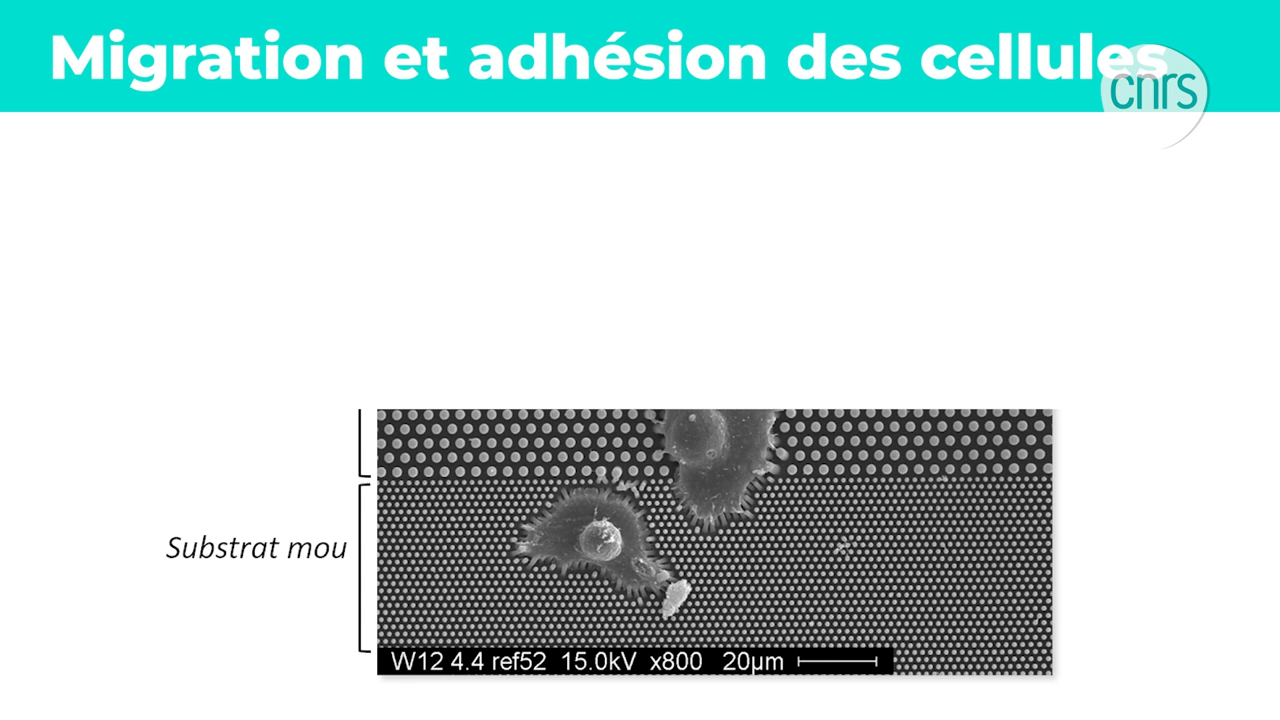 Migration et adhésion des cellules
cnrs
Substrat mou
W12 4.4 ref52 15.0kV x800 20µm